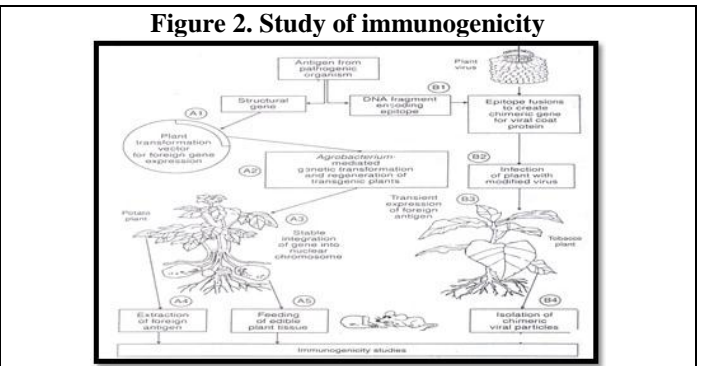 Figure 2. Study of immunogenicity
Antigen from
pathogenic
organism
Plant
virus
B1
Structural
gene
DNA fragment
encoding
epitope
Epitope fusions
to create
chimeric gene
for viral coat
protein
A1
Plant
transformation
vector
for foreign gene
expression
A2
Agrobacterium-
mediated
genetic transformation
and regeneration of
transgenic plants
B2
Infection
of plant with
modified virus
Transient
expression
of foreign
antigen
B3
Potato
plant
A3
Stable
integration
of gene into
nuclear
chromosome
Tobacco
plant
A4
A5
B4
Extraction
of foreign
antigen
Feeding
of edible
plant tissue
Isolation of
chimeric
viral particles
Immunogenicity studies